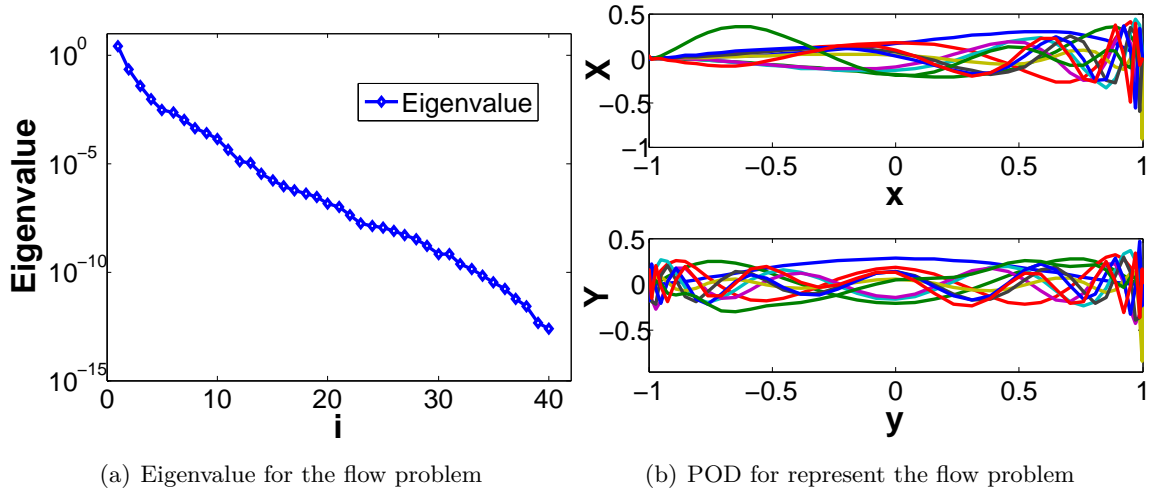 10^0
10^−5
10^−10
10^−15
Eigenvalue
Eigenvalue
0 10 20 30 40
i
0.5
0
−0.5
−1
X
−1 −0.5 0 0.5 1
x
0.5
0
−0.5
Y
−1 −0.5 0 0.5 1
y
(a) Eigenvalue for the flow problem
(b) POD for represent the flow problem